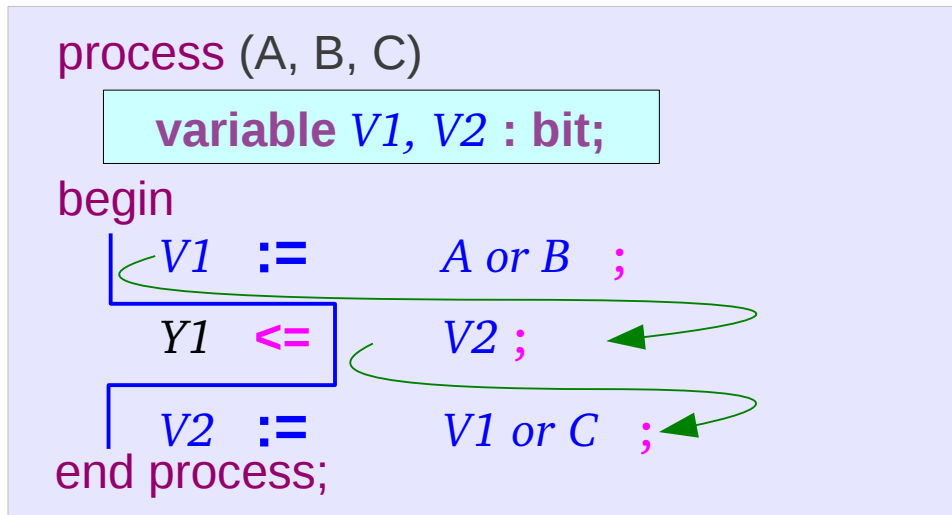 process (A, B, C)
variable V1, V2 : bit;
begin
V1 := A or B ;
Y1 <= V2 ;
V2 := V1 or C ;
end process;